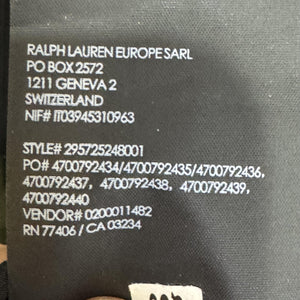 RALPH LAUREN EUROPE SARL
PO BOX 2572
1211 GENEVA 2
SWITZERLAND
NIF# IT03945310963
STYLE# 295725248001
PO# 4700792434/4700792435/4700792436,
4700792437, 4700792438, 4700792439,
4700792440
VENDOR# 0200011482
RN 77406 / CA 03234